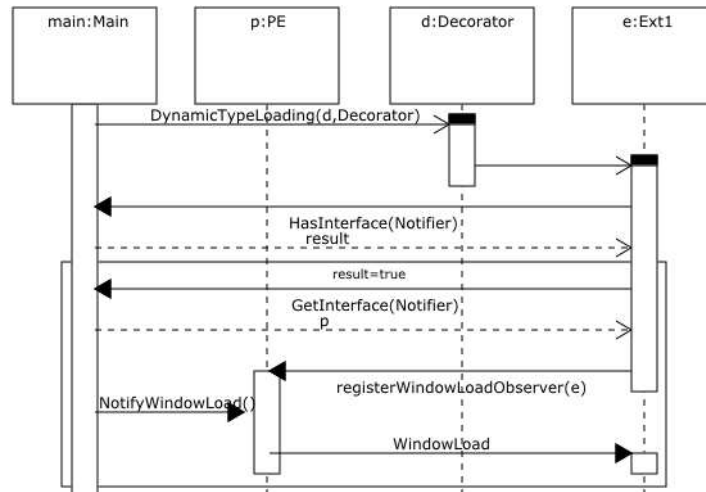 main:Main
p:PE
d:Decorator
e:Ext1
DynamicTypeLoading(d,Decorator)
HasInterface(Notifier)
result
result=true
GetInterface(Notifier)
p
registerWindowLoadObserver(e)
NotifyWindowLoad()
WindowLoad